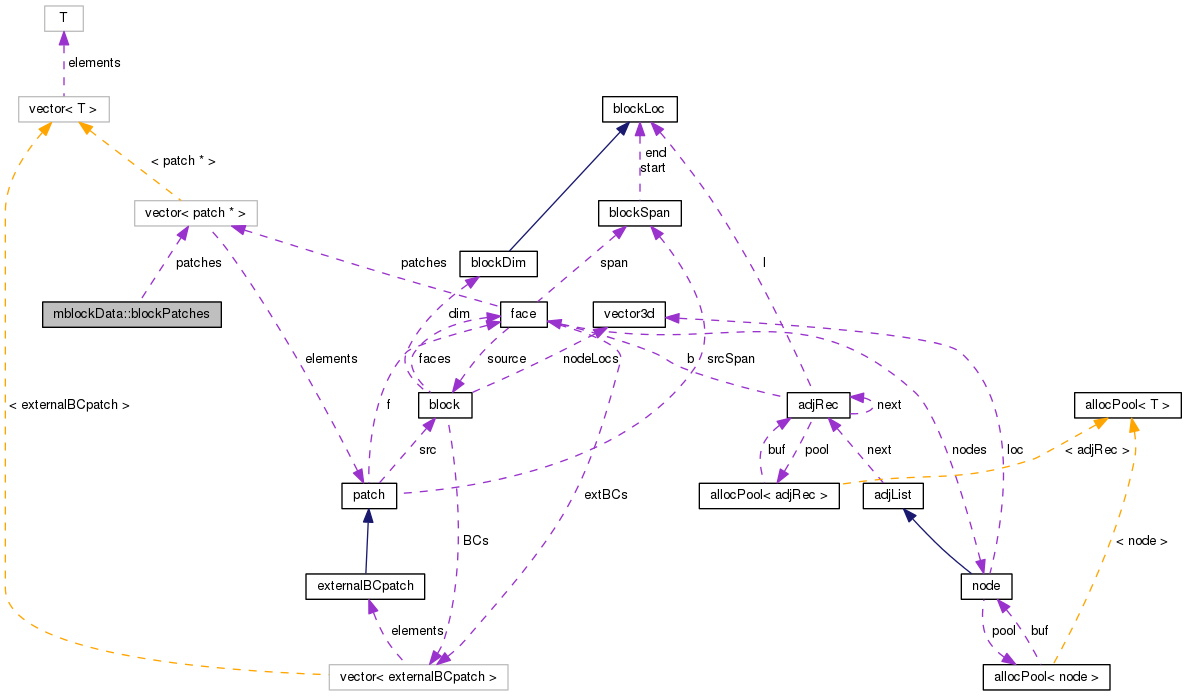 T
elements
vector< T >
blockLoc
< patch * >
end
start
vector< patch * >
blockSpan
patches
patches
blockDim
span
l
mblockData::blockPatches
dim
face
vector3d
elements
faces
source
nodeLocs
b
srcSpan
< externalBCpatch >
f
block
adjRec
next
allocPool< T >
src
buf
pool
next
nodes
loc
< adjRec >
patch
extBCs
allocPool< adjRec >
adjList
BCs
< node >
externalBCpatch
node
elements
pool
buf
vector< externalBCpatch >
allocPool< node >